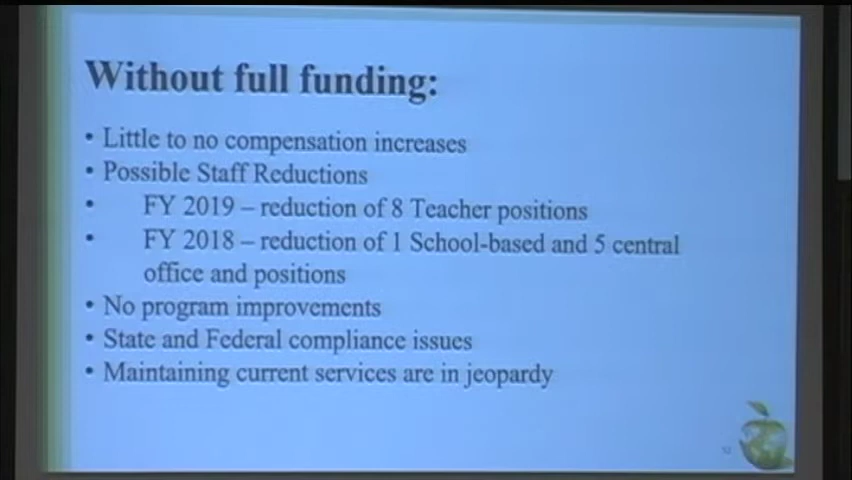 Without full funding:
• Little to no compensation increases
• Possible Staff Reductions
• FY 2019 – reduction of 8 Teacher positions
• FY 2018 – reduction of 1 School-based and 5 central
office and positions
• No program improvements
• State and Federal compliance issues
• Maintaining current services are in jeopardy